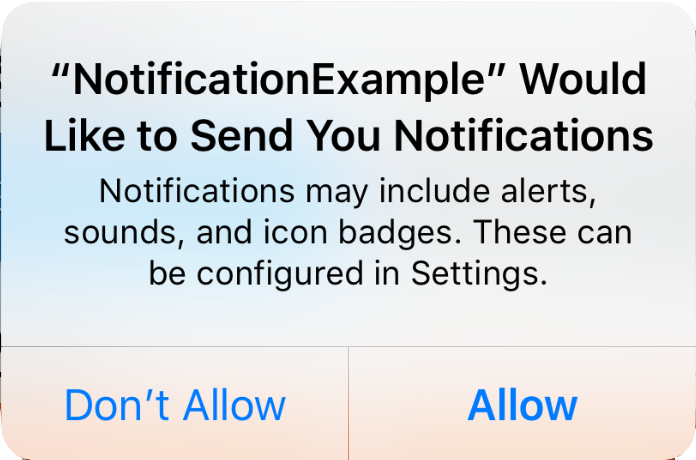 “NotificationExample” Would
Like to Send You Notifications
Notifications may include alerts,
sounds, and icon badges. These can
be configured in Settings.
Don’t Allow
Allow